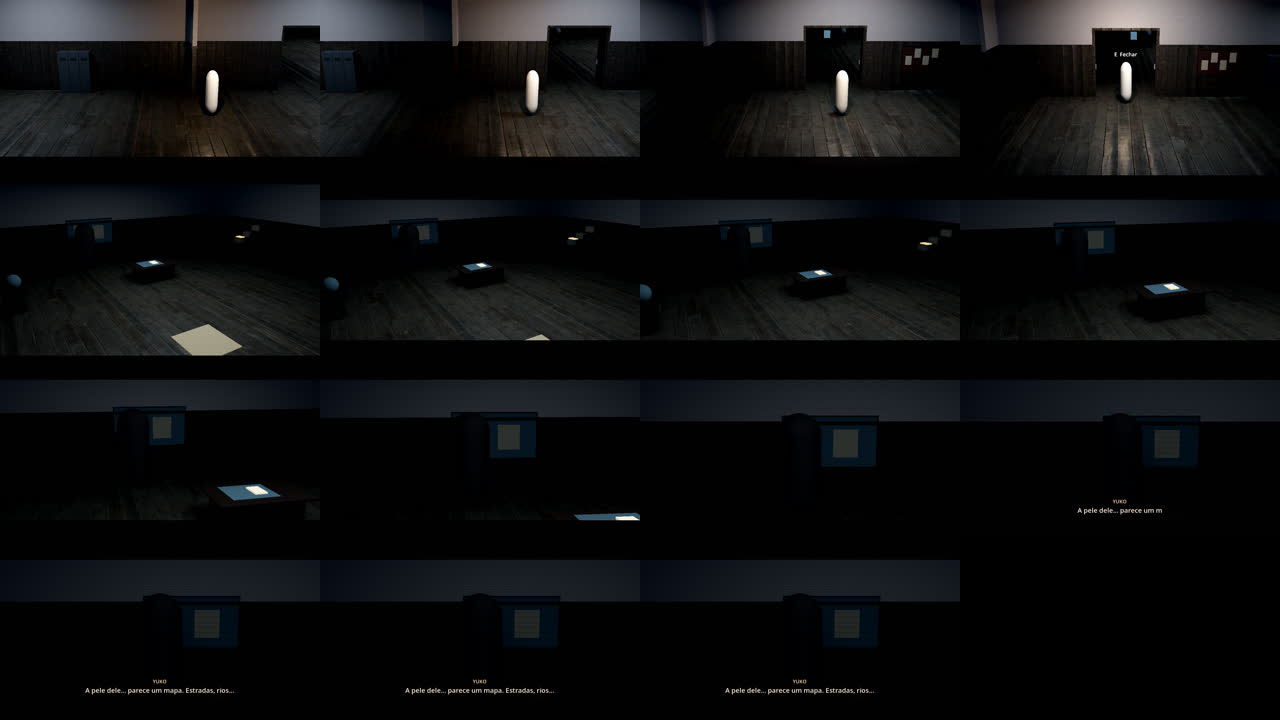 E Fechar
YUKO
A pele dele... parece um m
YUKO
A pele dele... parece um mapa. Estradas, rios...
YUKO
A pele dele... parece um mapa. Estradas, rios...
YUKO
A pele dele... parece um mapa. Estradas, rios...